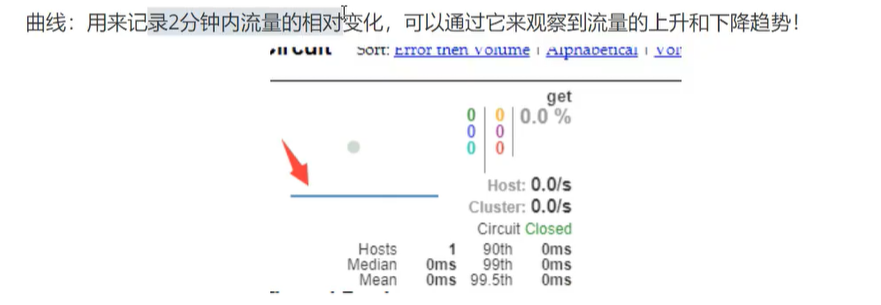 曲线：用来记录2分钟内流量的相对变化，可以通过它来观察到流量的上升和下降趋势！
Circuit Sort: Error then Volume | Alphabetical | Vol
get
0 0 0.0 %
0 0
0 0
Host: 0.0/s
Cluster: 0.0/s
Circuit Closed
Hosts 1 90th 0ms
Median 0ms 99th 0ms
Mean 0ms 99.5th 0ms